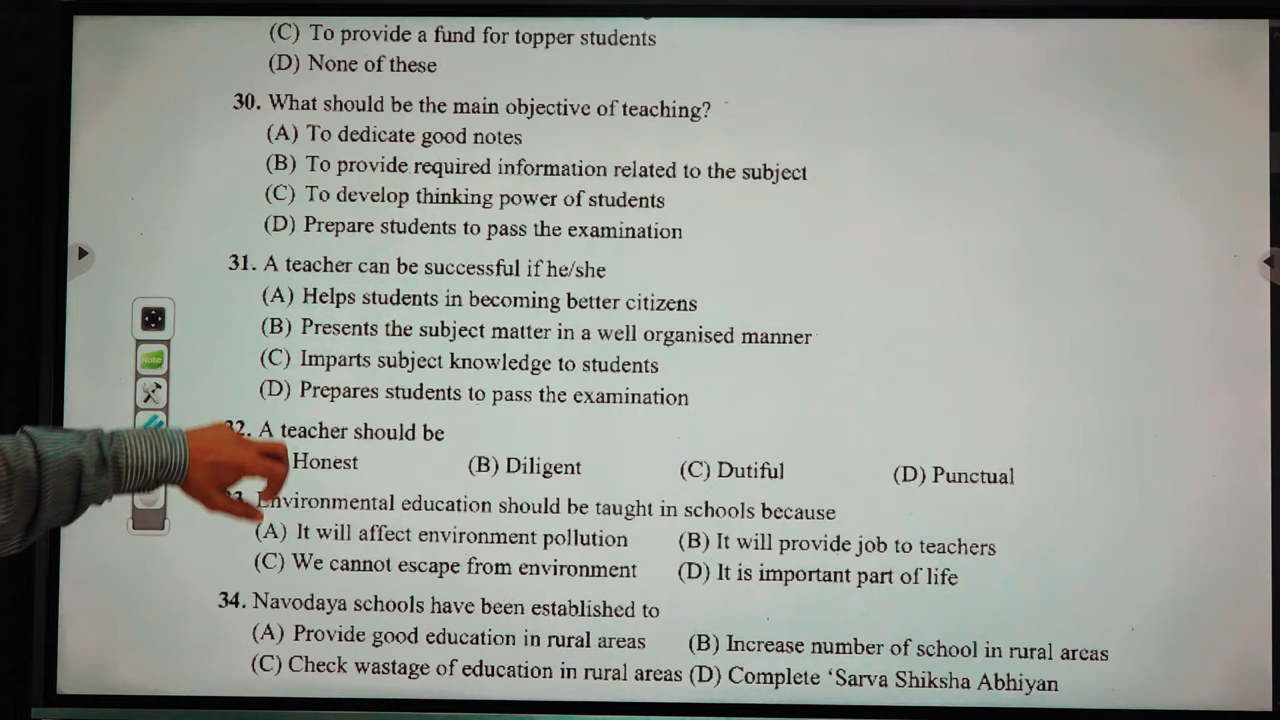 (C) To provide a fund for topper students
(D) None of these
30. What should be the main objective of teaching?
(A) To dedicate good notes
(B) To provide required information related to the subject
(C) To develop thinking power of students
(D) Prepare students to pass the examination
31. A teacher can be successful if he/she
(A) Helps students in becoming better citizens
(B) Presents the subject matter in a well organised manner
(C) Imparts subject knowledge to students
(D) Prepares students to pass the examination
32. A teacher should be
Honest (B) Diligent (C) Dutiful (D) Punctual
Environmental education should be taught in schools because
(A) It will affect environment pollution (B) It will provide job to teachers
(C) We cannot escape from environment (D) It is important part of life
34. Navodaya schools have been established to
(A) Provide good education in rural areas (B) Increase number of school in rural areas
(C) Check wastage of education in rural areas (D) Complete ‘Sarva Shiksha Abhiyan
Note